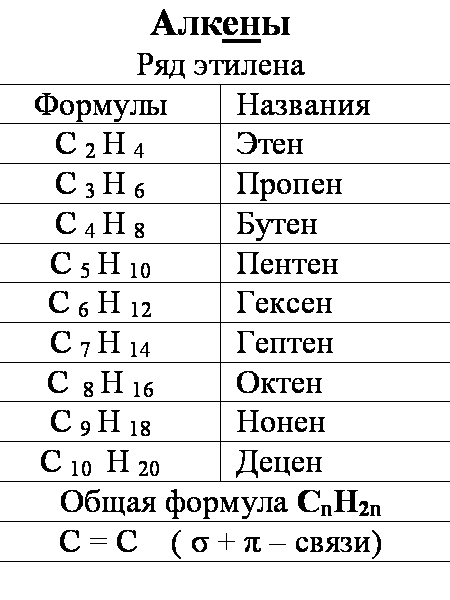 Алкены
Ряд этилена
Формулы Названия
C 2 H 4 Этен
C 3 H 6 Пропен
C 4 H 8 Бутен
C 5 H 10 Пентен
C 6 H 12 Гексен
C 7 H 14 Гептен
C 8 H 16 Октен
C 9 H 18 Нонен
C 10 H 20 Децен
Общая формула CnH2n
C = C ( σ + π – связи)